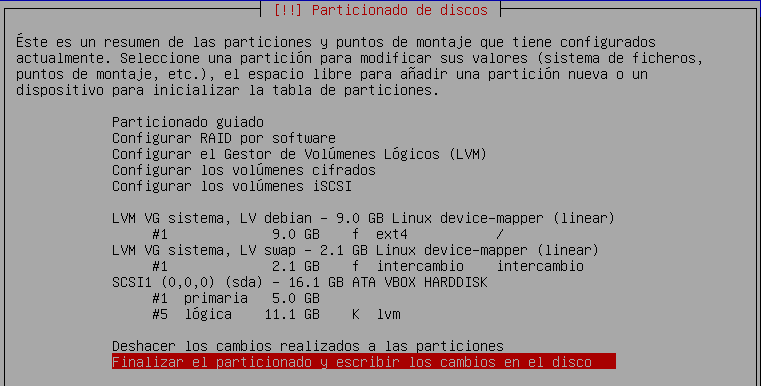 [!!] Particionado de discos
Éste es un resumen de las particiones y puntos de montaje que tiene configurados
actualmente. Seleccione una partición para modificar sus valores (sistema de ficheros,
puntos de montaje, etc.), el espacio libre para añadir una partición nueva o un
dispositivo para inicializar la tabla de particiones.
Particionado guiado
Configurar RAID por software
Configurar el Gestor de Volúmenes Lógicos (LVM)
Configurar los volúmenes cifrados
Configurar los volúmenes iSCSI
LVM VG sistema, LV debian - 9.0 GB Linux device-mapper (linear)
#1 9.0 GB f ext4 /
LVM VG sistema, LV swap - 2.1 GB Linux device-mapper (linear)
#1 2.1 GB f intercambio intercambio
SCSI1 (0,0,0) (sda) - 16.1 GB ATA VBOX HARDDISK
#1 primaria 5.0 GB
#5 lógica 11.1 GB K lvm
Deshacer los cambios realizados a las particiones
Finalizar el particionado y escribir los cambios en el disco